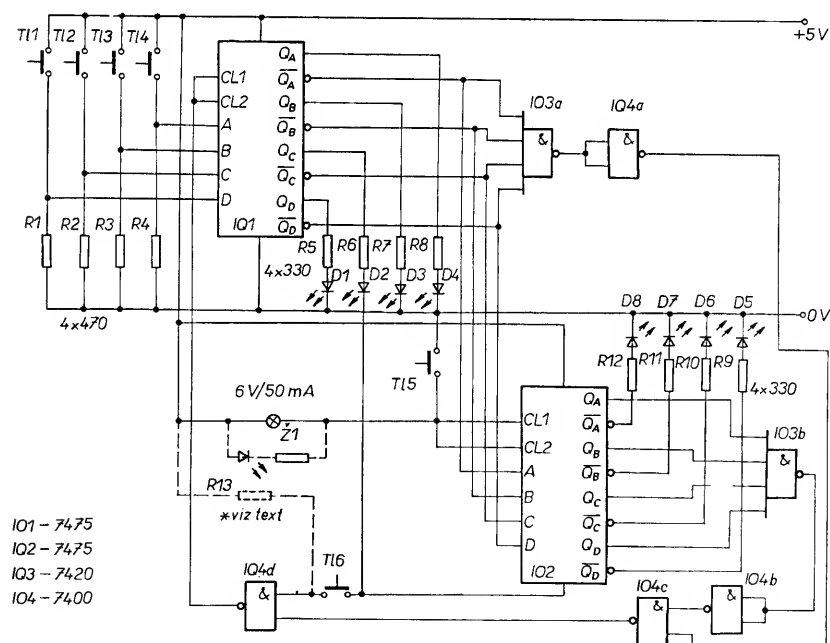 Tl1 Tl2 Tl3 Tl4
+5V
CL1
CL2
A
B
C
D
QA
QA
QB
QB
QC
QC
QD
QD
IO1
IO3a
&
IO4a
&
R1 R2 R3 R4
4×470
R5 R6 R7 R8
4×330
D1 D2 D3 D4
0V
D8 D7 D6 D5
R12 R11 R10 R9
4×330
Tl5
6V/50mA
Ž1
R13
*viz text
CL1
CL2
A
B
C
D
QA
QA
QB
QB
QC
QC
QD
QD
IO2
IO3b
&
IO1 – 7475
IO2 – 7475
IO3 – 7420
IO4 – 7400
IO4d
&
Tl6
IO4c
&
IO4b
&